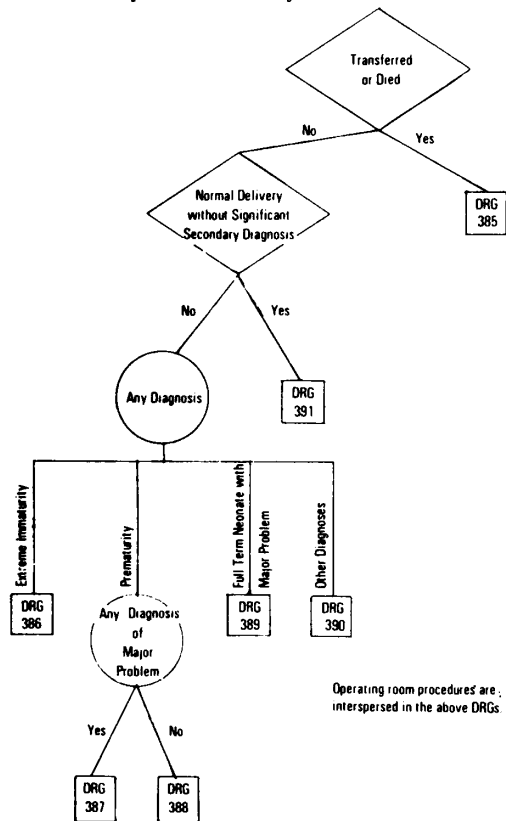 Transferred
or Died
No
Yes
DRG
385
Normal Delivery
without Significant
Secondary Diagnosis
No
Yes
DRG
391
Any Diagnosis
Extreme Immaturity
Prematurity
Full Term Neonate with
Major Problem
Other Diagnoses
DRG
386
Any Diagnosis
of
Major
Problem
DRG
389
DRG
390
Operating room procedures are
interspersed in the above DRGs.
Yes
No
DRG
387
DRG
388